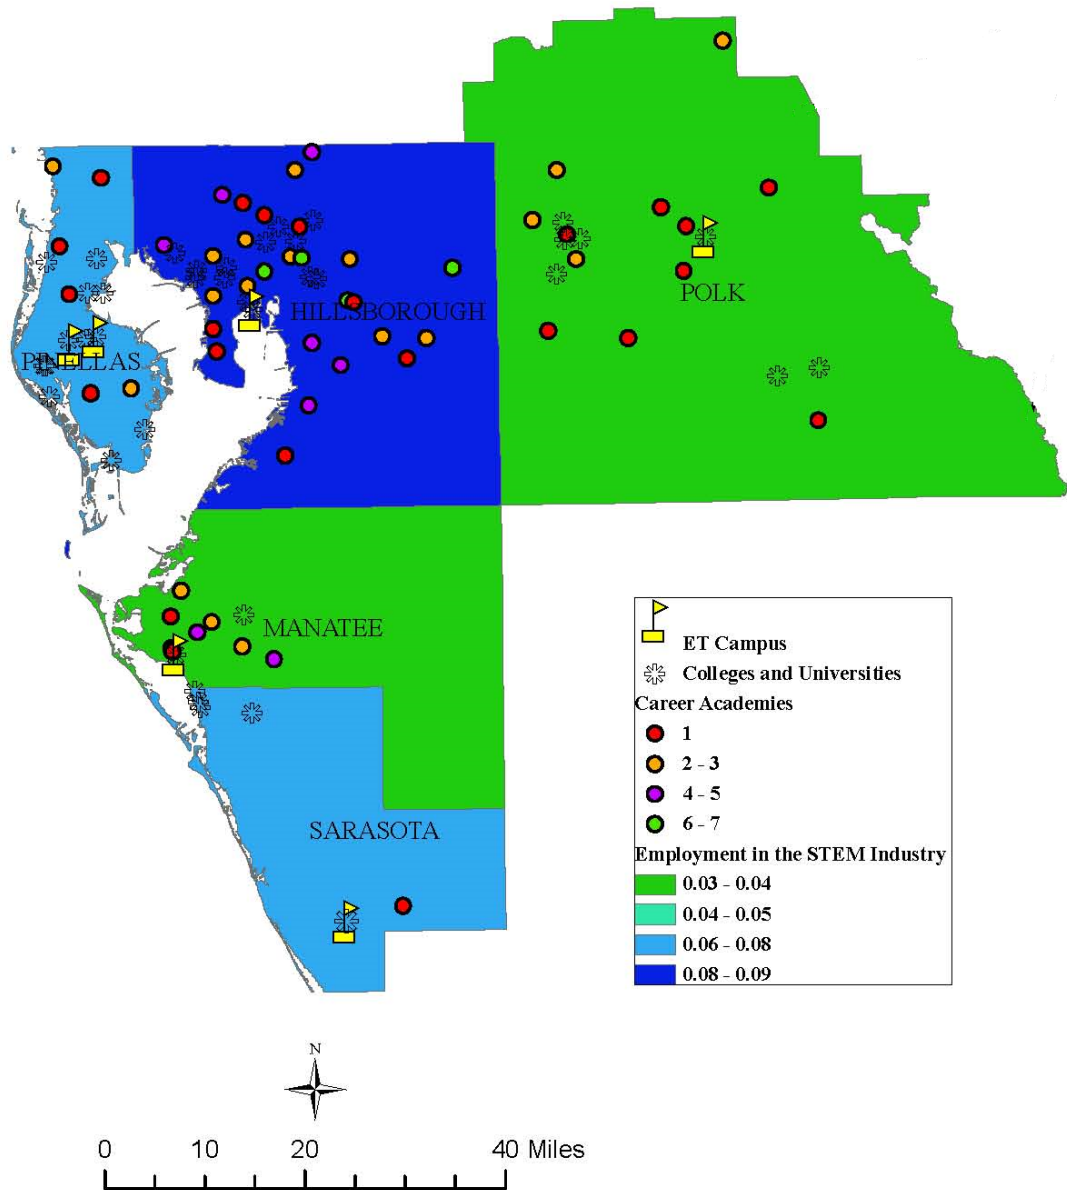 HILLSBOROUGH
POLK
PINELLAS
MANATEE
SARASOTA
ET Campus
Colleges and Universities
Career Academies
1
2 - 3
4 - 5
6 - 7
Employment in the STEM Industry
0.03 - 0.04
0.04 - 0.05
0.06 - 0.08
0.08 - 0.09
N
0 10 20 40 Miles